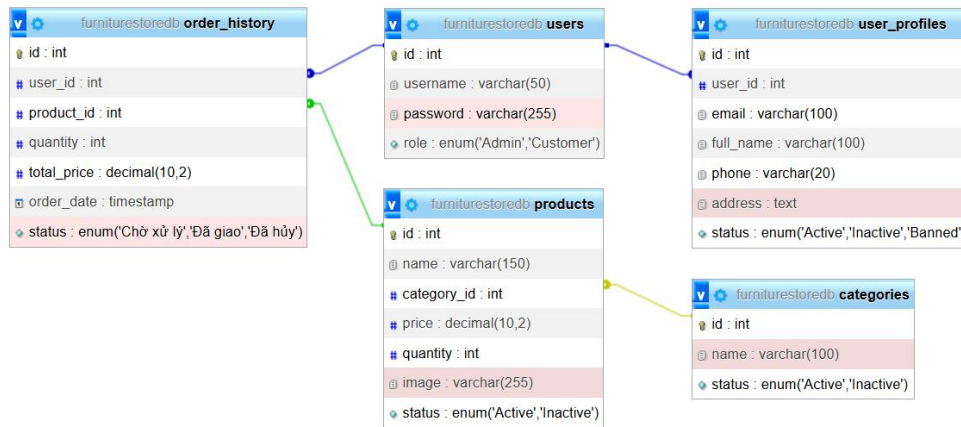 furniturestoredb order_history
id : int
user_id : int
product_id : int
quantity : int
total_price : decimal(10,2)
order_date : timestamp
status : enum('Chờ xử lý','Đã giao','Đã hủy')
furniturestoredb users
id : int
username : varchar(50)
password : varchar(255)
role : enum('Admin','Customer')
furniturestoredb user_profiles
id : int
user_id : int
email : varchar(100)
full_name : varchar(100)
phone : varchar(20)
address : text
status : enum('Active','Inactive','Banned'
furniturestoredb products
id : int
name : varchar(150)
category_id : int
price : decimal(10,2)
quantity : int
image : varchar(255)
status : enum('Active','Inactive')
furniturestoredb categories
id : int
name : varchar(100)
status : enum('Active','Inactive')